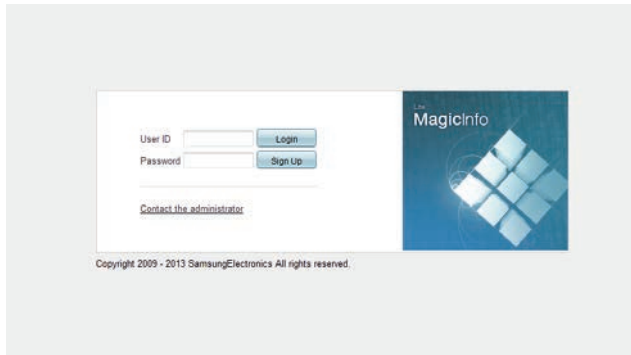 Lite
MagicInfo
User ID
Login
Password
Sign Up
Contact the administrator
Copyright 2009 - 2013 SamsungElectronics All rights reserved.